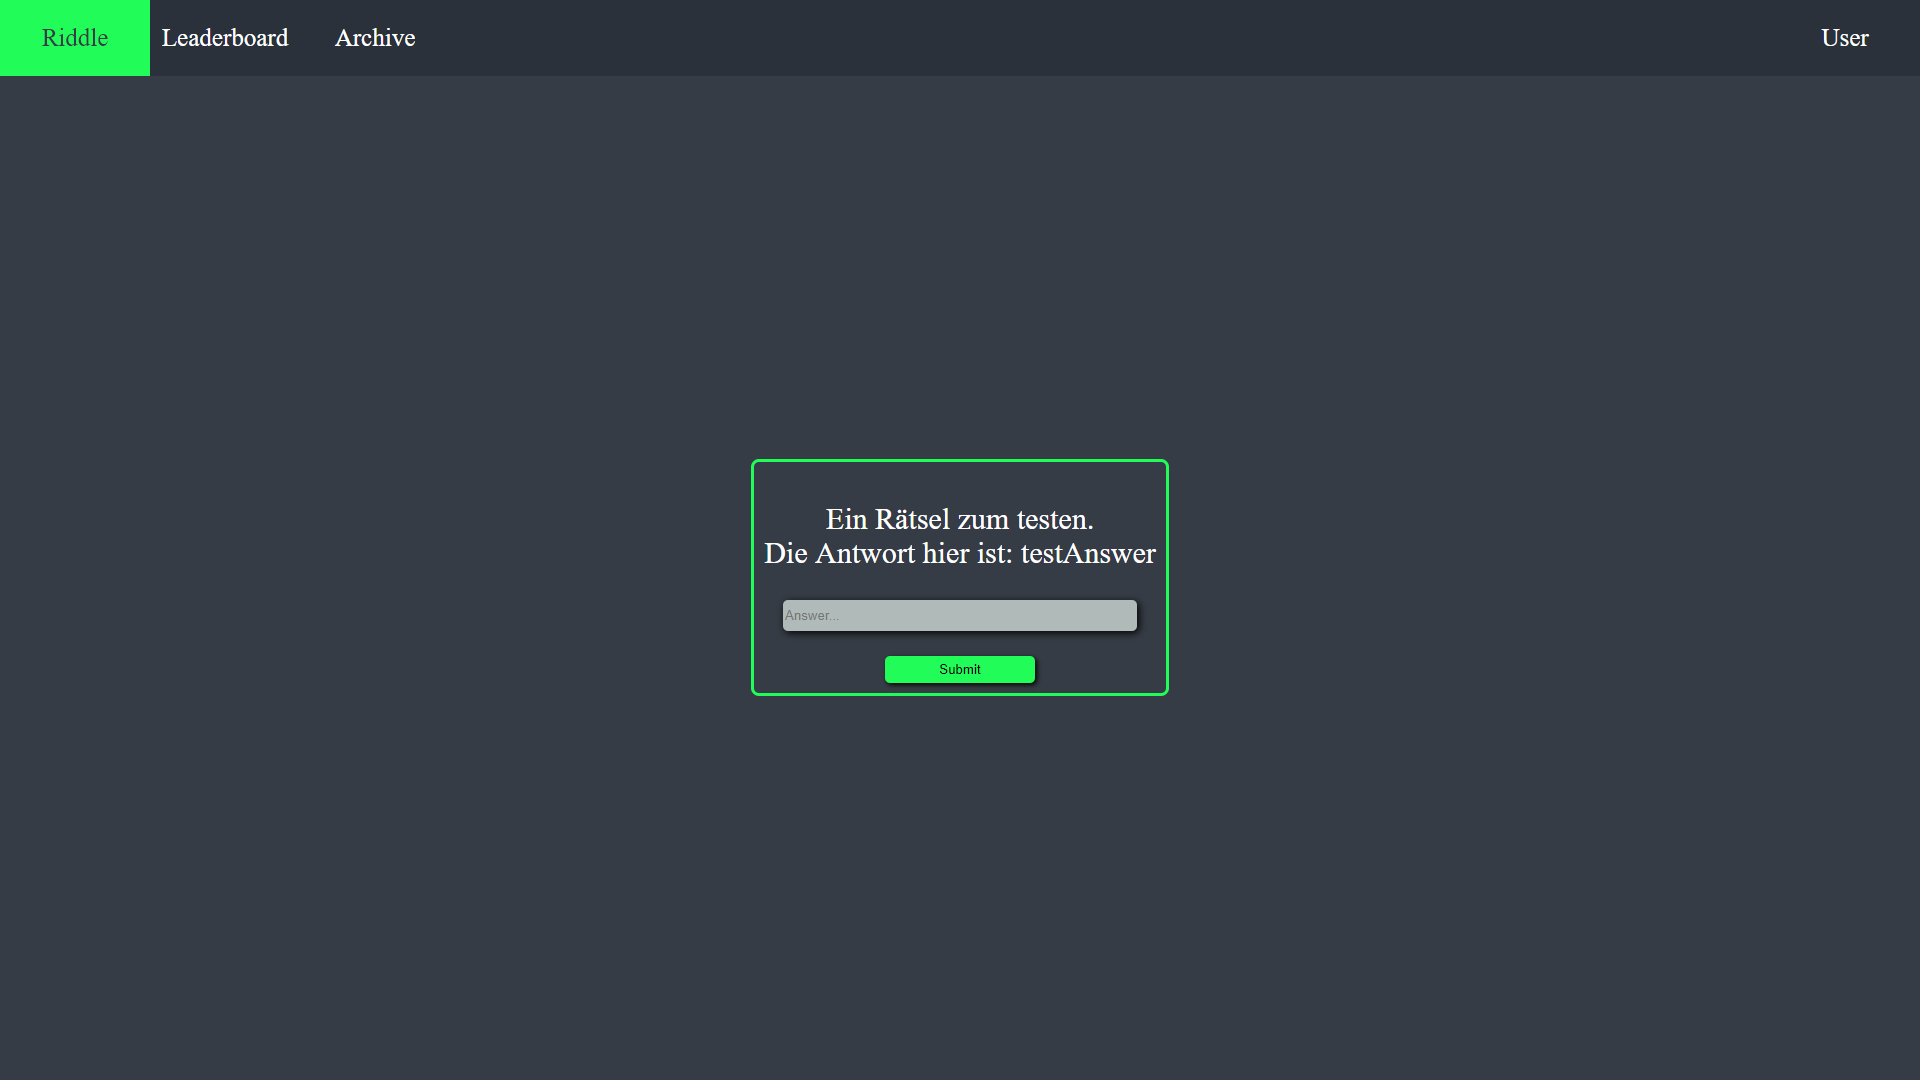 Riddle
Leaderboard
Archive
User
Ein Rätsel zum testen.
Die Antwort hier ist: testAnswer
Answer...
Submit